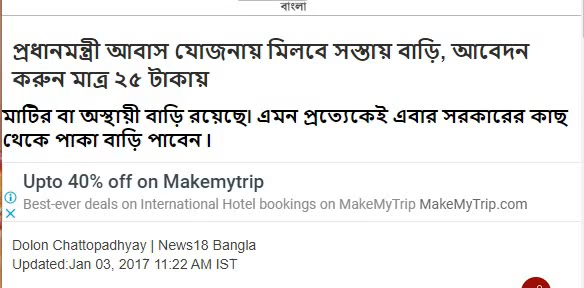 বাংলা
প্রধানমন্ত্রী আবাস যোজনায় মিলবে সস্তায় বাড়ি, আবেদন
করুন মাত্র ২৫ টাকায়
মাটির বা অস্থায়ী বাড়ি রয়েছে। এমন প্রত্যেকেই এবার সরকারের কাছ
থেকে পাকা বাড়ি পাবেন ।
Upto 40% off on Makemytrip
Best-ever deals on International Hotel bookings on MakeMyTrip MakeMyTrip.com
Dolon Chattopadhyay | News18 Bangla
Updated:Jan 03, 2017 11:22 AM IST